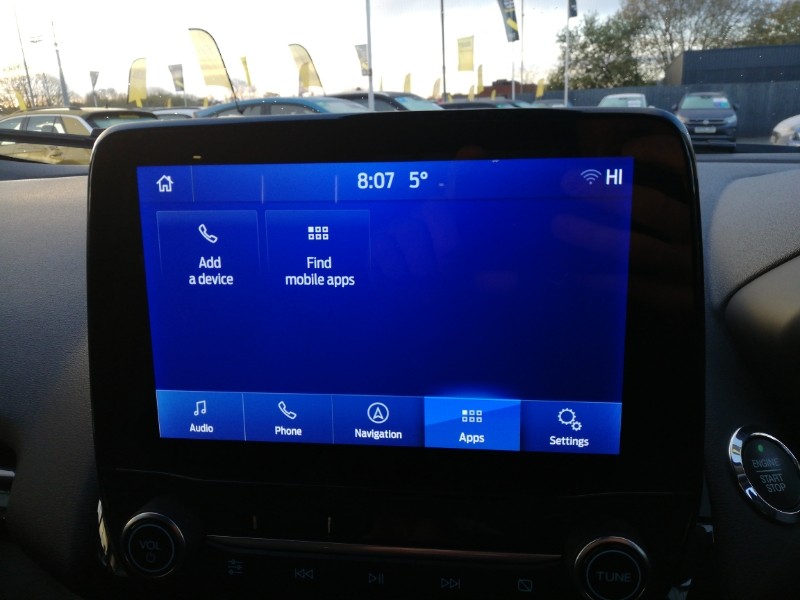 8:07 5° HI
Add
a device
Find
mobile apps
Audio
Phone
Navigation
Apps
Settings
ENGINE
START
STOP
VOL
TUNE